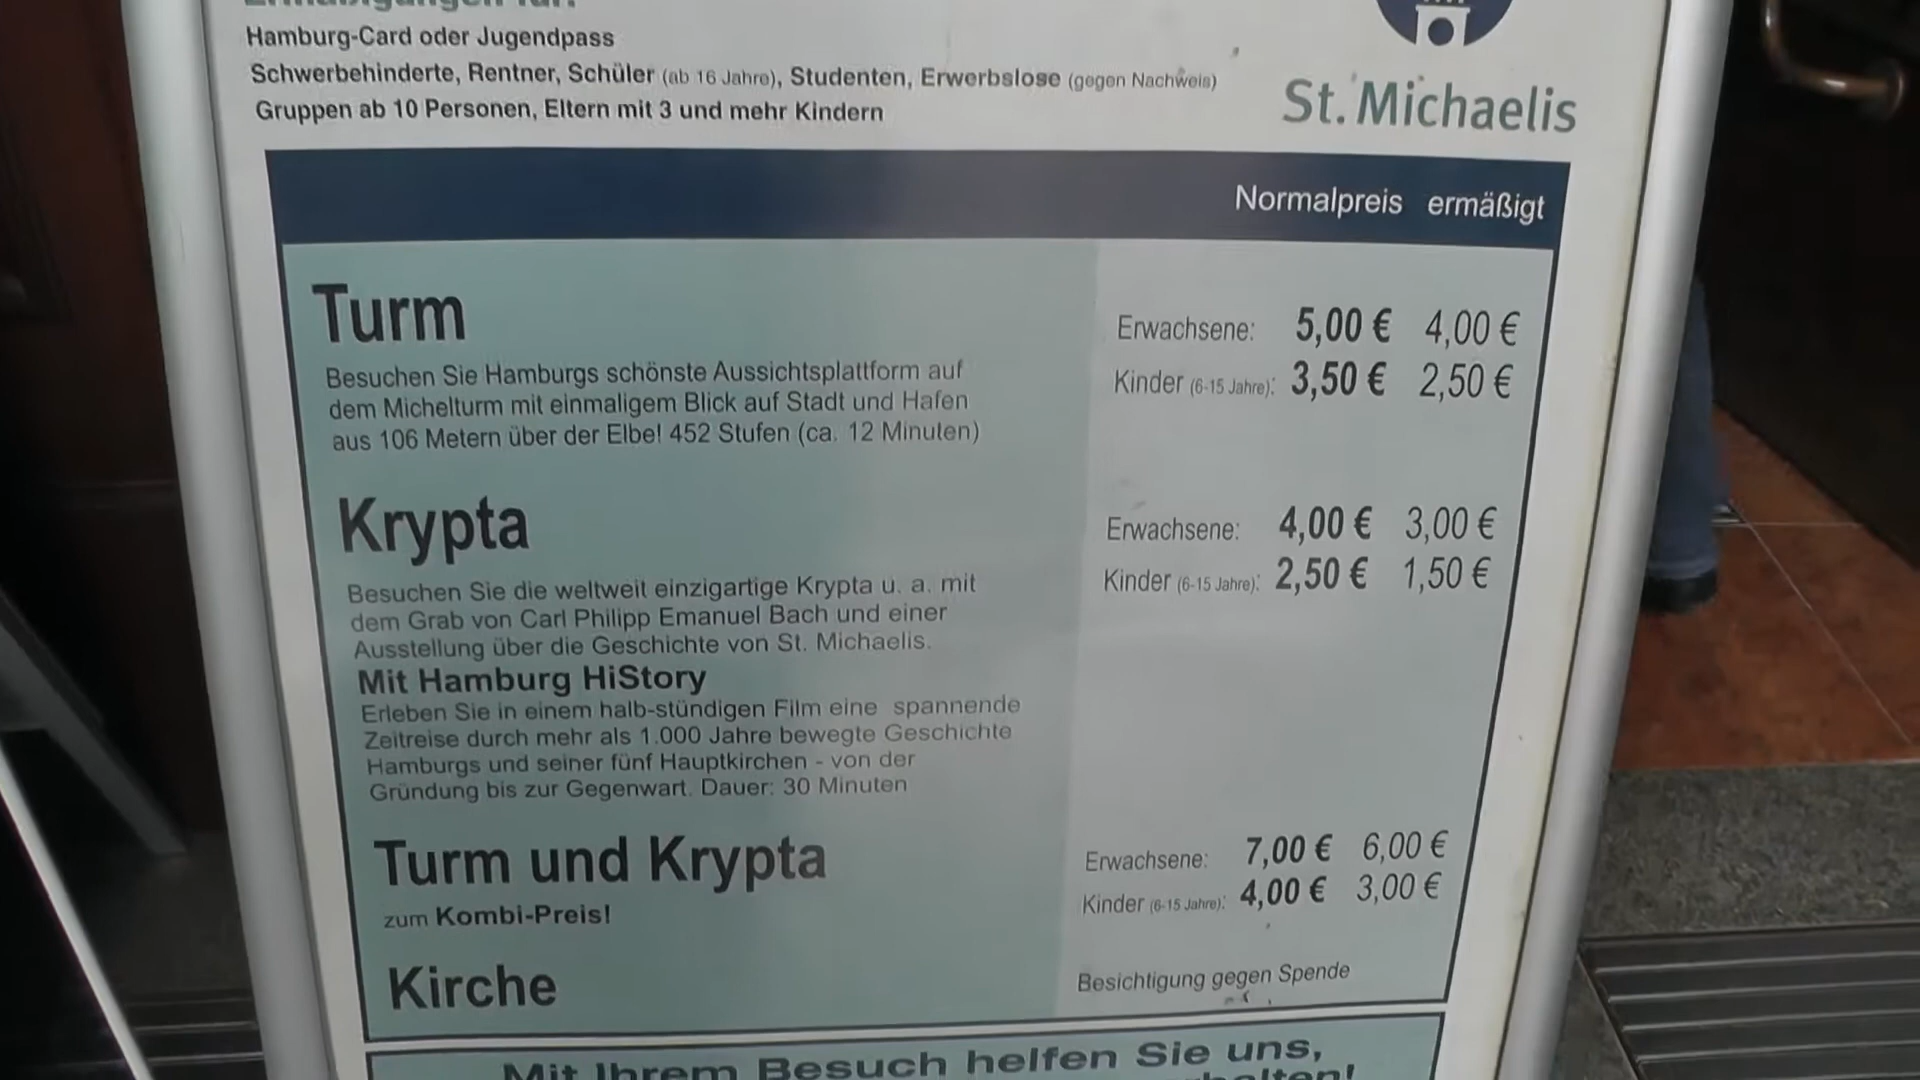 Ermäßigungen für:
Hamburg-Card oder Jugendpass
Schwerbehinderte, Rentner, Schüler (ab 16 Jahre), Studenten, Erwerbslose (gegen Nachweis)
Gruppen ab 10 Personen, Eltern mit 3 und mehr Kindern
St. Michaelis
Normalpreis ermäßigt
Turm
Besuchen Sie Hamburgs schönste Aussichtsplattform auf
dem Michelturm mit einmaligem Blick auf Stadt und Hafen
aus 106 Metern über der Elbe! 452 Stufen (ca. 12 Minuten)
Erwachsene: 5,00 € 4,00 €
Kinder (6-15 Jahre): 3,50 € 2,50 €
Krypta
Besuchen Sie die weltweit einzigartige Krypta u. a. mit
dem Grab von Carl Philipp Emanuel Bach und einer
Ausstellung über die Geschichte von St. Michaelis.
Erwachsene: 4,00 € 3,00 €
Kinder (6-15 Jahre): 2,50 € 1,50 €
Mit Hamburg HiStory
Erleben Sie in einem halb-stündigen Film eine spannende
Zeitreise durch mehr als 1.000 Jahre bewegte Geschichte
Hamburgs und seiner fünf Hauptkirchen - von der
Gründung bis zur Gegenwart. Dauer: 30 Minuten
Turm und Krypta
zum Kombi-Preis!
Erwachsene: 7,00 € 6,00 €
Kinder (6-15 Jahre): 4,00 € 3,00 €
Kirche
Besichtigung gegen Spende
Mit Ihrem Besuch helfen Sie uns,